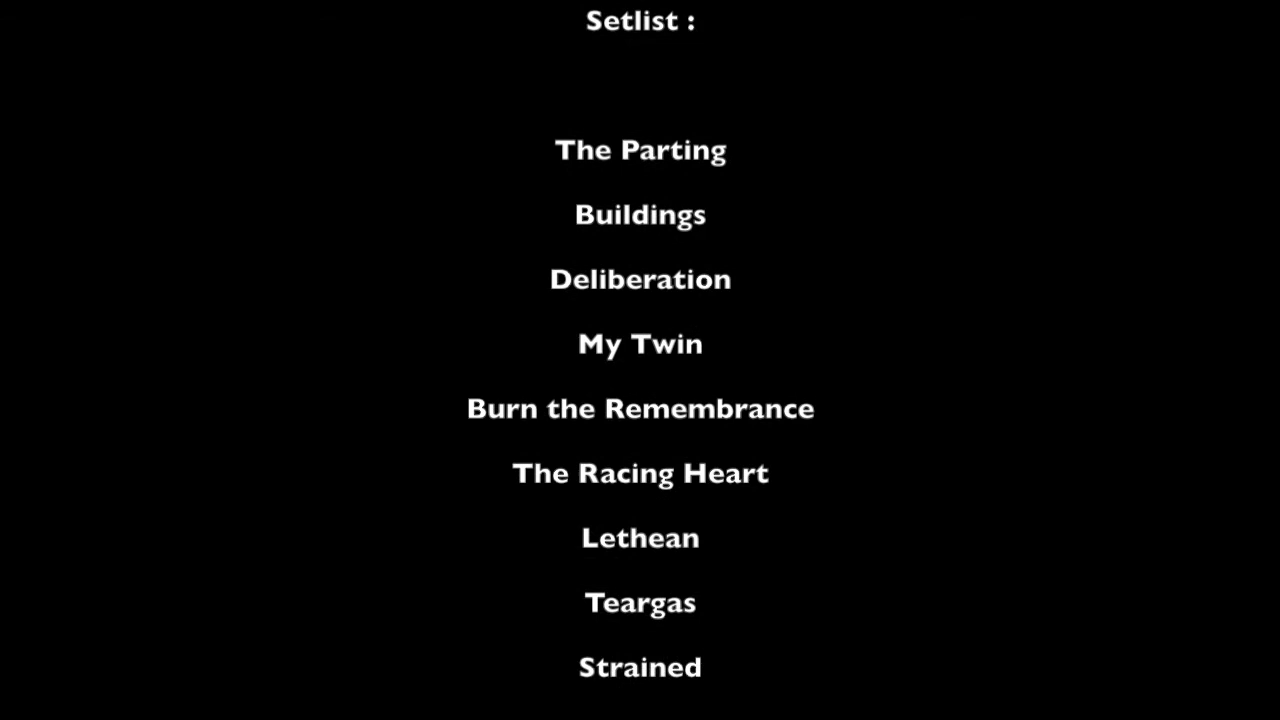 Setlist :
The Parting
Buildings
Deliberation
My Twin
Burn the Remembrance
The Racing Heart
Lethean
Teargas
Strained